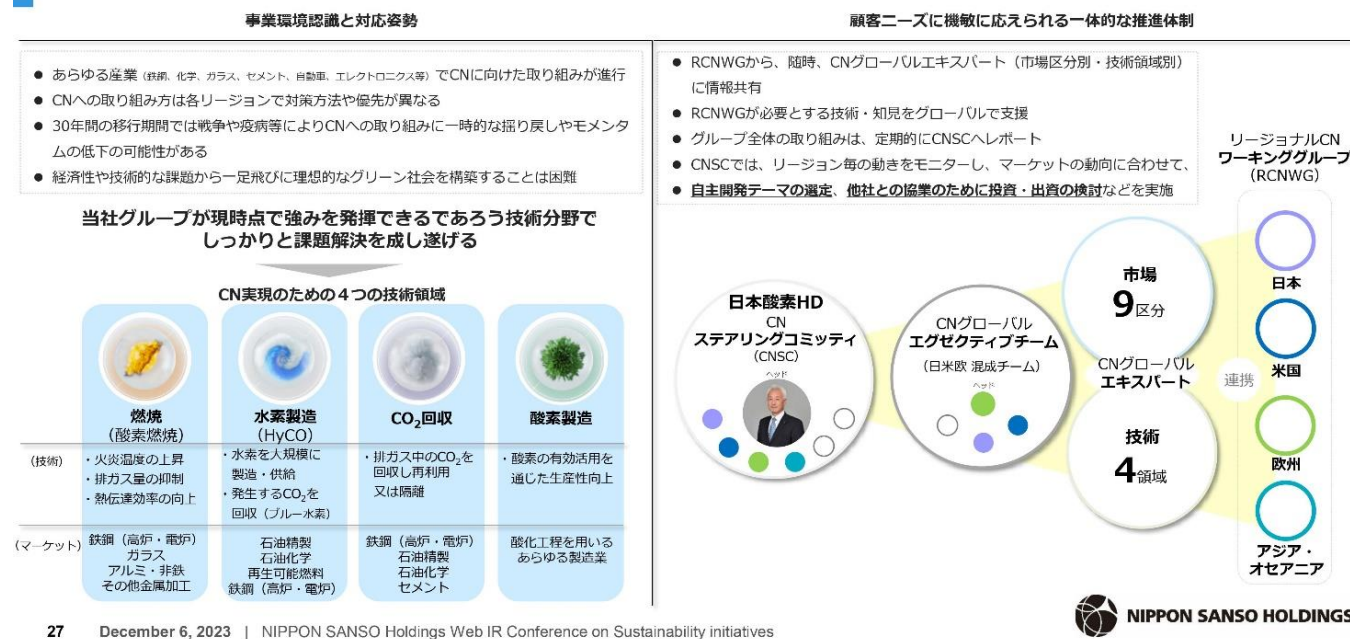 事業環境認識と対応姿勢
● あらゆる産業（鉄鋼、化学、ガラス、セメント、自動車、エレクトロニクス等）でCNに向けた取り組みが進行
● CNへの取り組み方は各リージョンで対策方法や優先が異なる
● 30年間の移行期間では戦争や疫病等によりCNへの取り組みに一時的な揺り戻しやモメンタ
ムの低下の可能性がある
● 経済性や技術的な課題から一足飛びに理想的なグリーン社会を構築することは困難
当社グループが現時点で強みを発揮できるであろう技術分野で
しっかりと課題解決を成し遂げる
CN実現のための４つの技術領域
燃焼
（酸素燃焼）
水素製造
（HyCO）
CO₂回収
酸素製造
（技術）
・火炎温度の上昇
・排ガス量の抑制
・熱伝達効率の向上
・水素を大規模に
製造・供給
・発生するCO₂を
回収（ブルー水素）
・排ガス中のCO₂を
回収し再利用
又は隔離
・酸素の有効活用を
通じた生産性向上
（マーケット）
鉄鋼（高炉・電炉）
ガラス
アルミ・非鉄
その他金属加工
石油精製
石油化学
再生可能燃料
鉄鋼（高炉・電炉）
鉄鋼（高炉・電炉）
石油精製
石油化学
セメント
酸化工程を用いる
あらゆる製造業
顧客ニーズに機敏に応えられる一体的な推進体制
● RCNWGから、随時、CNグローバルエキスパート（市場区分別・技術領域別）
に情報共有
● RCNWGが必要とする技術・知見をグローバルで支援
● グループ全体の取り組みは、定期的にCNSCへレポート
● CNSCでは、リージョン毎の動きをモニターし、マーケットの動向に合わせて、
● 自主開発テーマの選定、他社との協業のために投資・出資の検討などを実施
日本酸素HD
CN
ステアリングコミッティ
（CNSC）
ヘッド
CNグローバル
エグゼクティブチーム
（日米欧 混成チーム）
ヘッド
市場
9区分
CNグローバル
エキスパート
技術
4領域
連携
リージョナルCN
ワーキンググループ
（RCNWG）
日本
米国
欧州
アジア・
オセアニア
27 December 6, 2023 | NIPPON SANSO Holdings Web IR Conference on Sustainability initiatives
NIPPON SANSO HOLDINGS